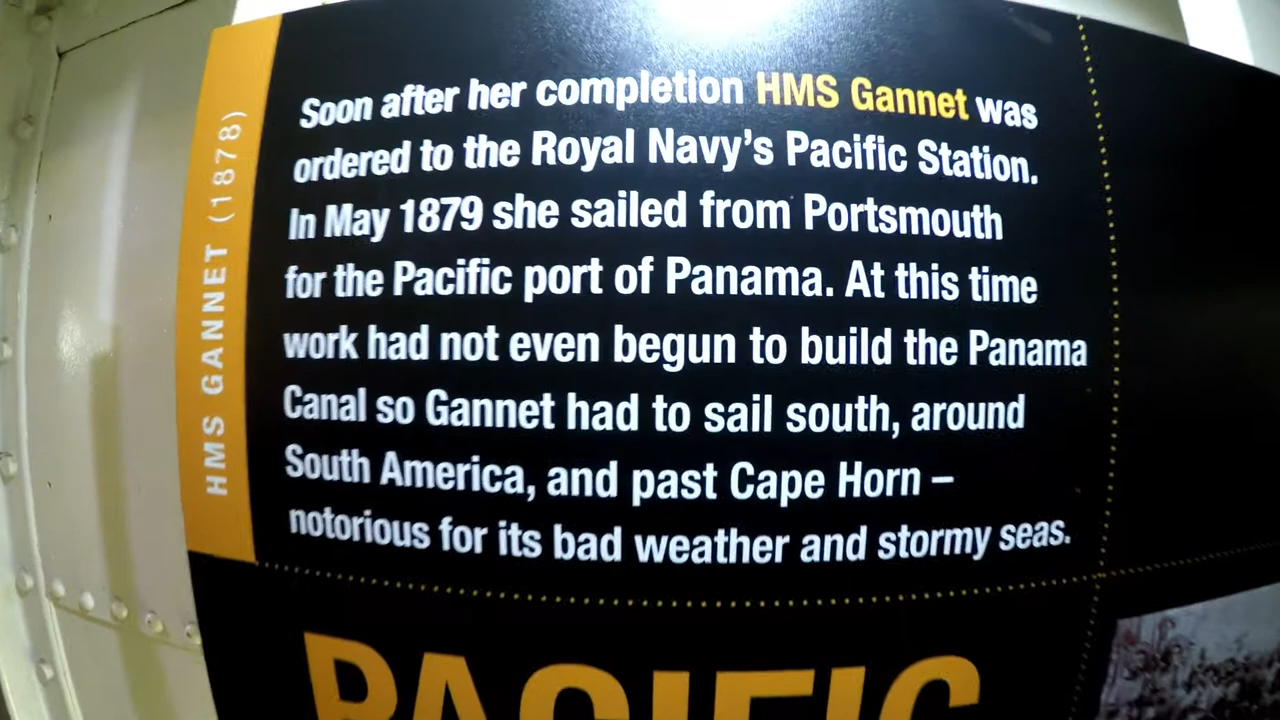 HMS GANNET (1878)
Soon after her completion HMS Gannet was
ordered to the Royal Navy's Pacific Station.
In May 1879 she sailed from Portsmouth
for the Pacific port of Panama. At this time
work had not even begun to build the Panama
Canal so Gannet had to sail south, around
South America, and past Cape Horn –
notorious for its bad weather and stormy seas.
PACIFIC